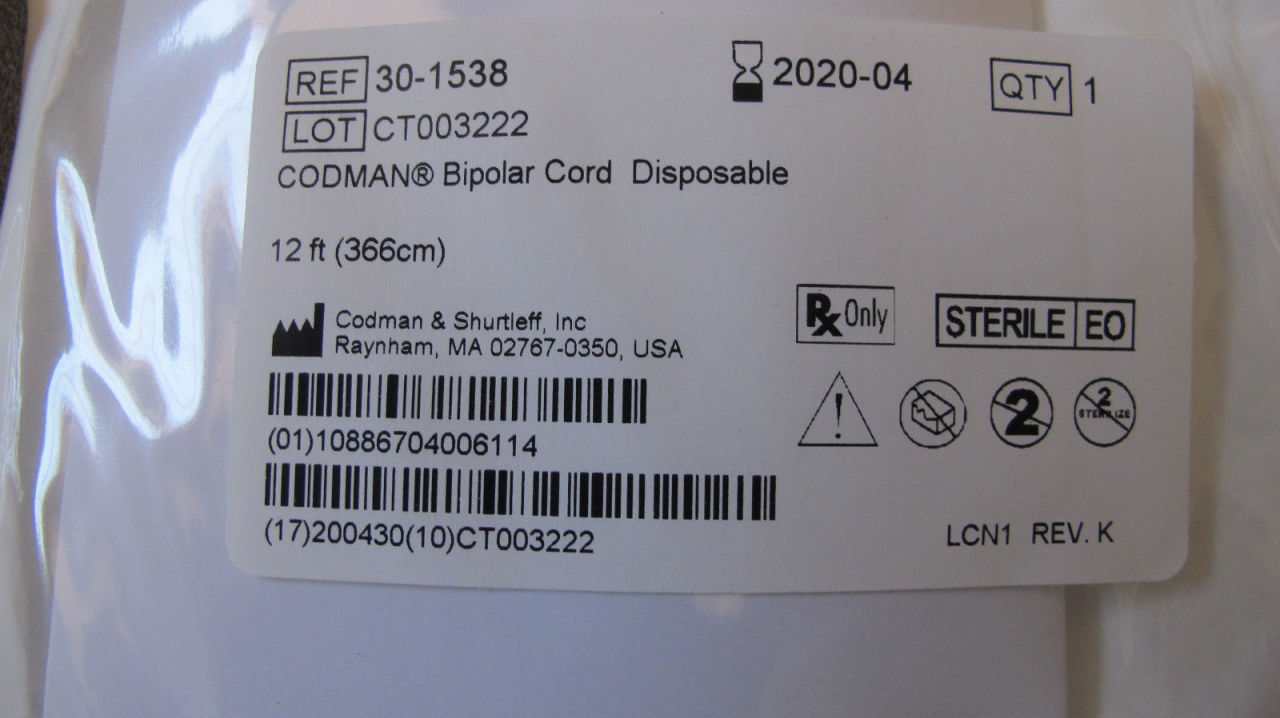 REF 30-1538 2020-04 QTY 1
LOT CT003222
CODMAN® Bipolar Cord Disposable
12 ft (366cm)
Codman & Shurtleff, Inc
Raynham, MA 02767-0350, USA
Rx Only STERILE EO
(01)10886704006114
! 2 2 STERILIZE
(17)200430(10)CT003222
LCN1 REV. K